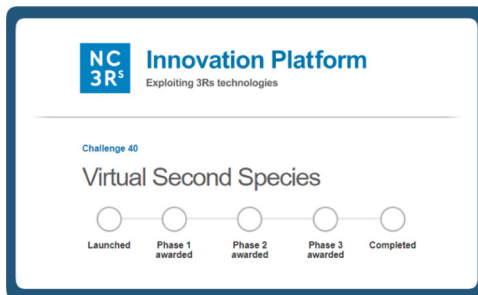 NC
3Rs
Innovation Platform
Exploiting 3Rs technologies
Challenge 40
Virtual Second Species
Launched
Phase 1
awarded
Phase 2
awarded
Phase 3
awarded
Completed